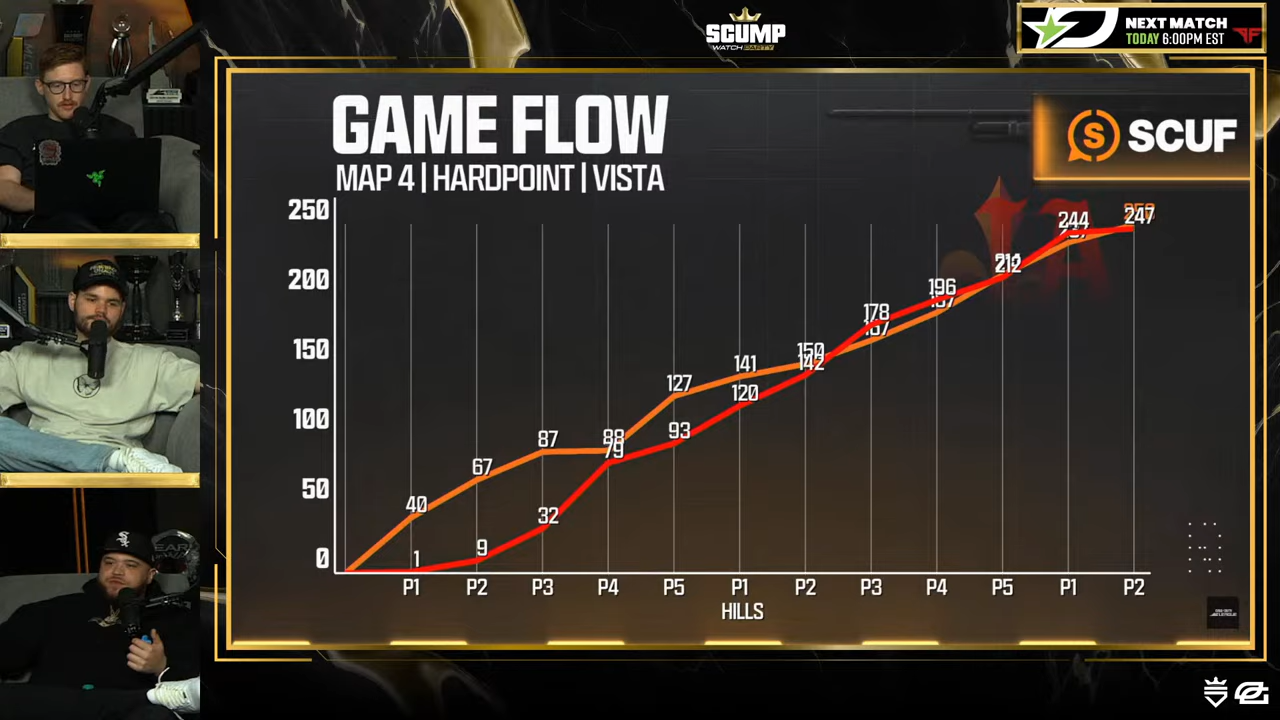 SCUMP
WATCH PARTY
NEXT MATCH
TODAY 6:00PM EST
GAME FLOW
MAP 4 | HARDPOINT | VISTA
SCUF
250
200
150
100
50
0
40
67
87
88
127
141
150
178
196
212
244
247
1
9
32
79
93
120
142
P1
P2
P3
P4
P5
P1
P2
P3
P4
P5
P1
P2
HILLS